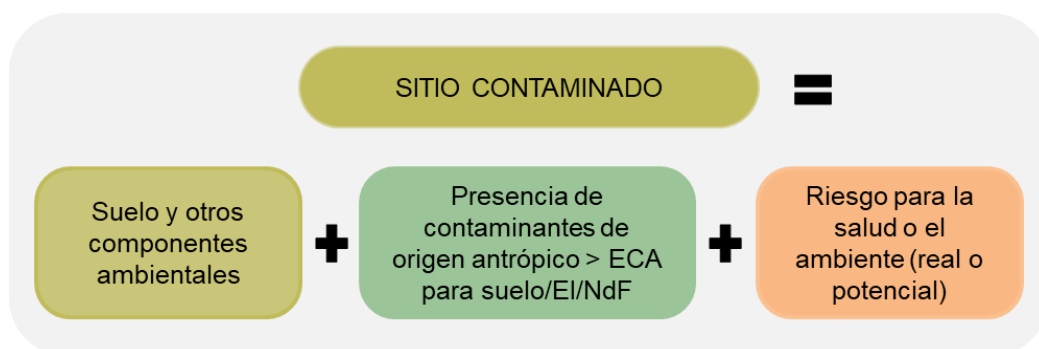 SITIO CONTAMINADO =
Suelo y otros
componentes
ambientales
+
Presencia de
contaminantes de
origen antrópico > ECA
para suelo/EI/NdF
+
Riesgo para la
salud o el
ambiente (real o
potencial)